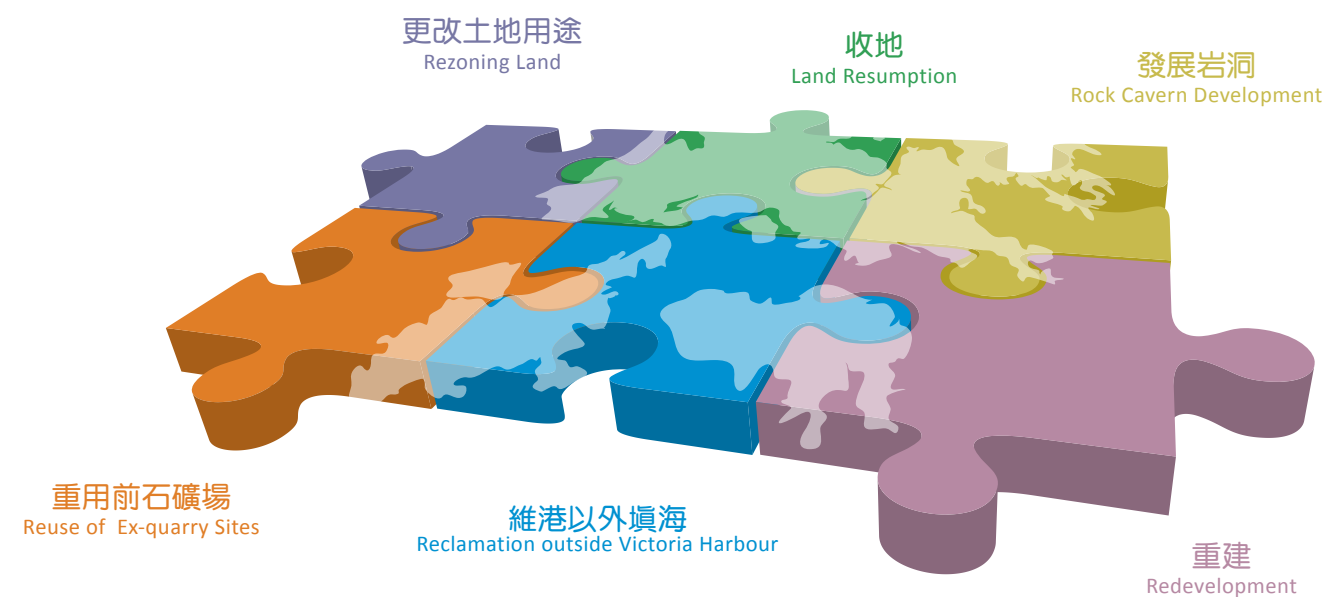 更改土地用途
Rezoning Land
收地
Land Resumption
發展岩洞
Rock Cavern Development
重用前石礦場
Reuse of Ex-quarry Sites
維港以外填海
Reclamation outside Victoria Harbour
重建
Redevelopment